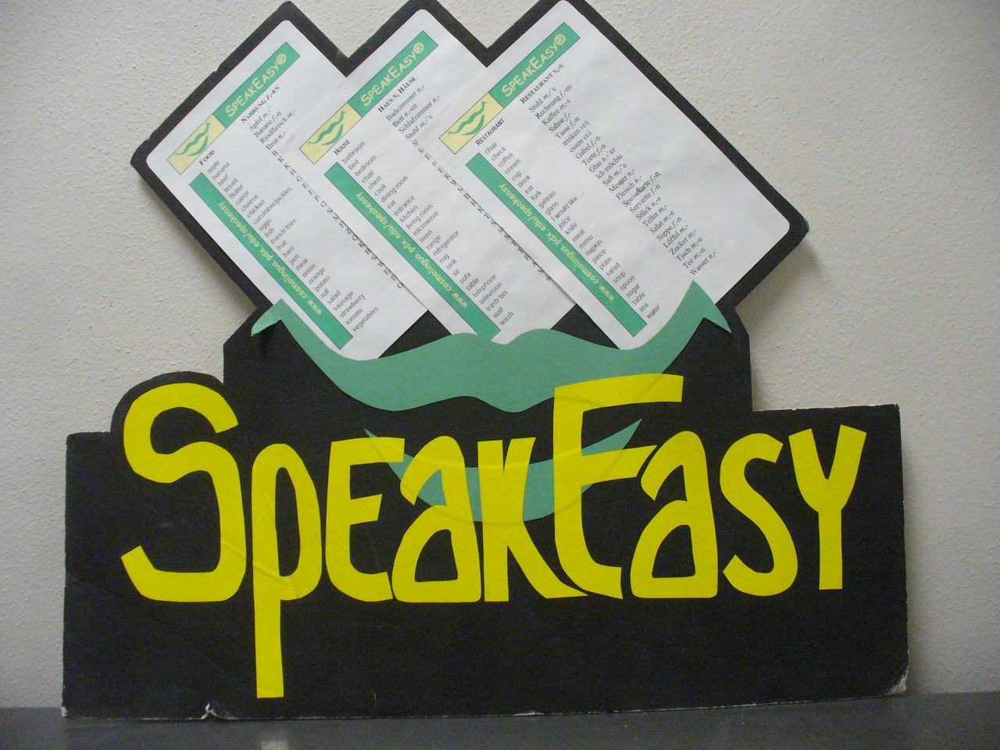 SPEAKEASY®
NAHRUNG f,-EN
Apfel m,¨-
Banane f,-n
Rindfleisch n,-
Brot n,-
FOOD
apple
banana
beef
bread
butter
carrot
cheese
chicken
cucumber/pickles
eggs
fish
french fries
fruit
ham
jam
meat
onion
orange
potato
roll
salad
sausage
strawberry
tomato
vegetables
www.cosmolingua.pdx.edu/speakeasy
SPEAKEASY®
HAUS N, HÄUSE
Badezimmer n,-
Bett n,-en
Schlafzimmer n,-
Stuhl m,¨-e
HOUSE
bathroom
bed
bedroom
chair
chest
cook
dining room
eat
entrance
kitchen
living room
microwave
oven
range
refrigerator
rug
sink
sit
sofa
table
telephone
television
trash bin
wall
wash
www.cosmolingua.pdx.edu/speakeasy
SPEAKEASY®
RESTAURANT N,-S
Stuhl m,¨-e
Rechnung f,-en
Kaffee m,-s
Sahne f,-
Tasse f,-n
trinken vt/i
essen vt/i
Gabel f,-n
Torte f,-n
Glas n,¨-er
Ich möchte
Saft m,¨-e
Messer n,-
Fleisch n,-
Speisekarte f,-n
Serviette f,-n
Stück n,-e
Teller m,-
Salat m,-e
Suppe f,-n
Löffel m,-
Zucker m,-
Tisch m,-e
Tee m,-n
Wasser n,-
RESTAURANT
chair
check
coffee
cream
cup
drink
eat
fork
gateau
glass
I would like
juice
knife
meat
menu
napkin
piece
plate
salad
soup
spoon
sugar
table
tea
water
www.cosmolingua.pdx.edu/speakeasy
SpeakEasy